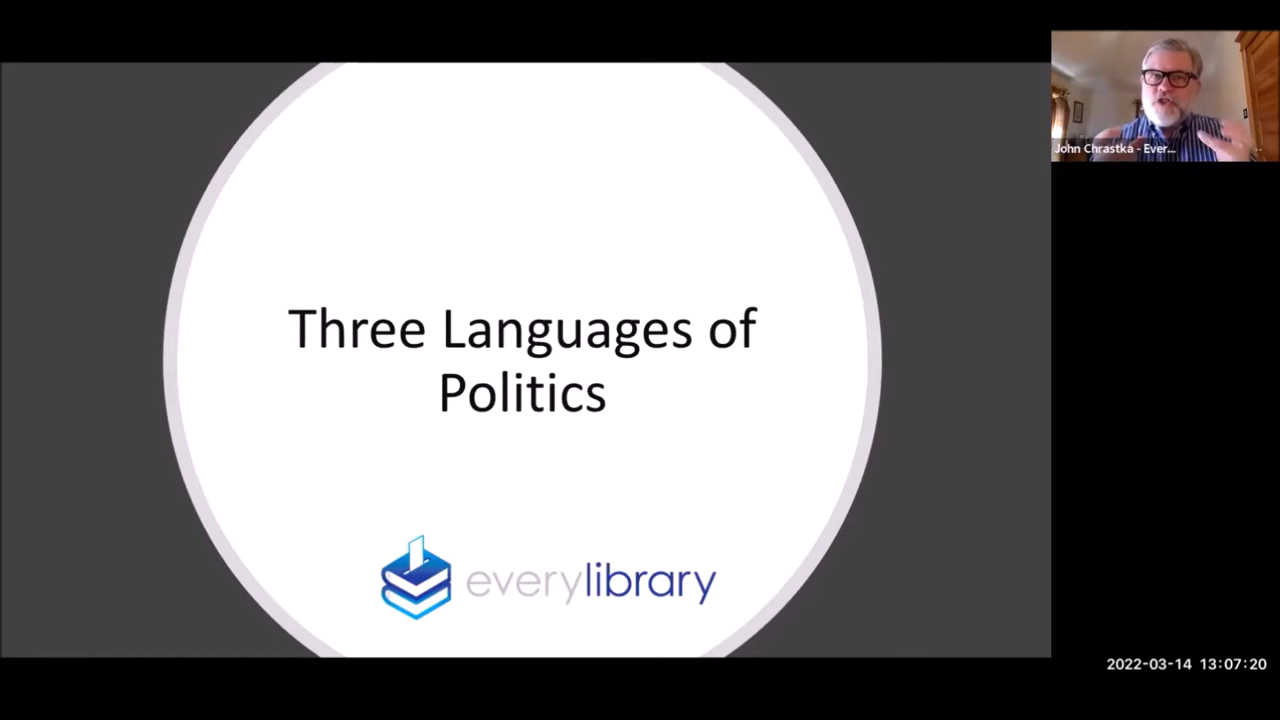 John Chrastka - Ever...
Three Languages of
Politics
everylibrary
2022-03-14 13:07:20